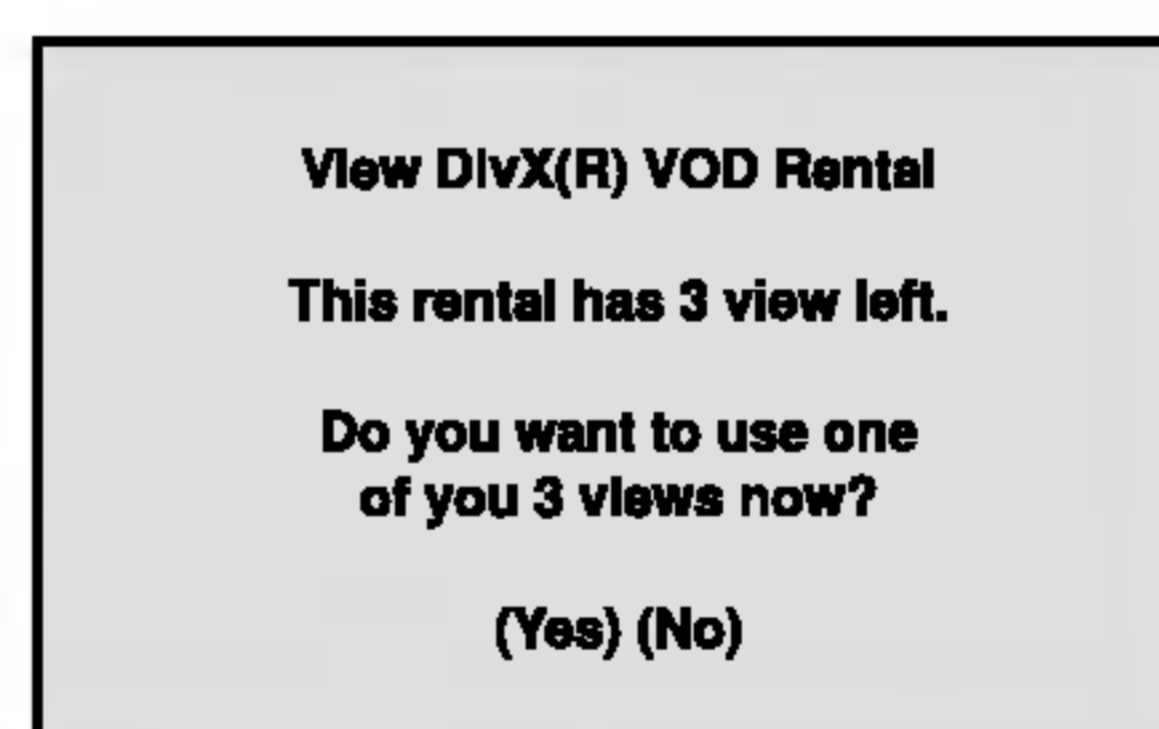 View DivX(R) VOD Rental
This rental has 3 view left.
Do you want to use one
of you 3 views now?
(Yes) (No)